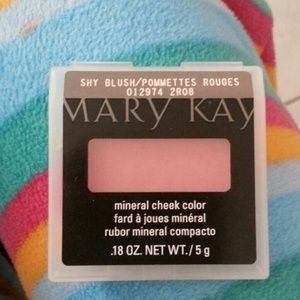 SHY BLUSH/POMMETTES ROUGES
012974 2R08
MARY KAY
mineral cheek color
fard à joues minéral
rubor mineral compacto
.18 OZ. NET WT./5 g